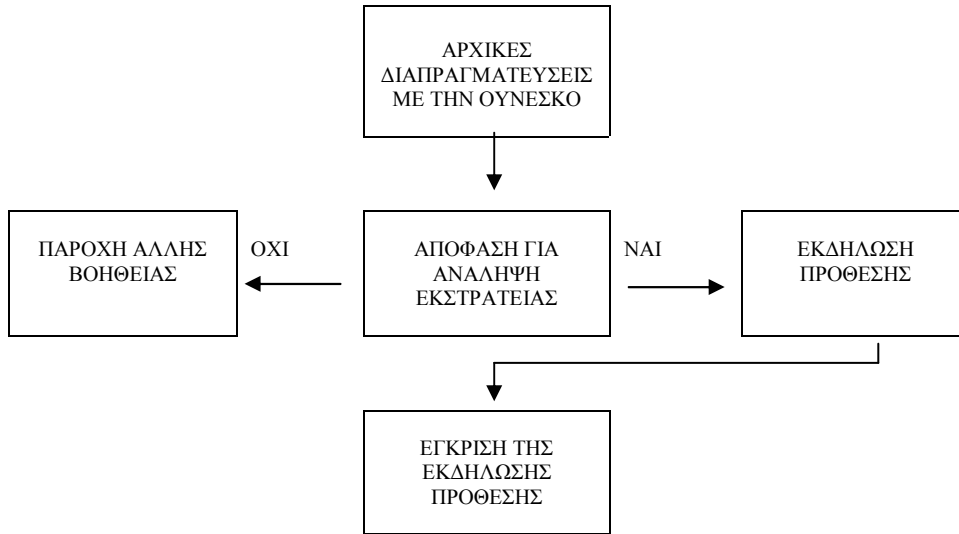 ΑΡΧΙΚΕΣ
ΔΙΑΠΡΑΓΜΑΤΕΥΣΕΙΣ
ΜΕ ΤΗΝ ΟΥΝΕΣΚΟ
ΠΑΡΟΧΗ ΑΛΛΗΣ
ΒΟΗΘΕΙΑΣ
ΟΧΙ
ΑΠΟΦΑΣΗ ΓΙΑ
ΑΝΑΛΗΨΗ
ΕΚΣΤΡΑΤΕΙΑΣ
ΝΑΙ
ΕΚΔΗΛΩΣΗ
ΠΡΟΘΕΣΗΣ
ΕΓΚΡΙΣΗ ΤΗΣ
ΕΚΔΗΛΩΣΗΣ
ΠΡΟΘΕΣΗΣ